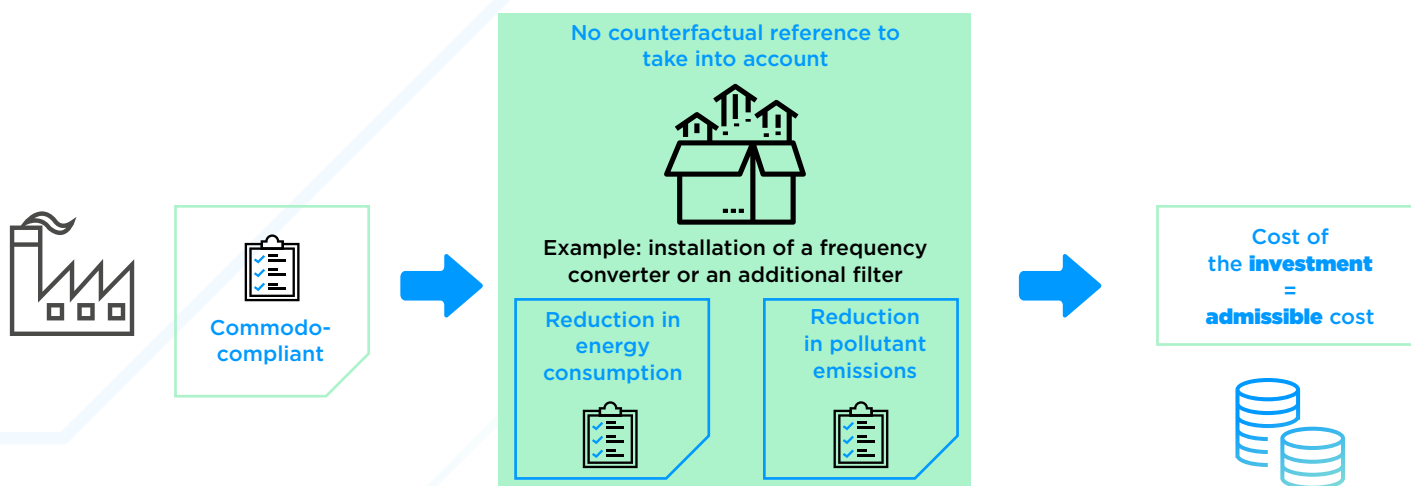 No counterfactual reference to
take into account
Example: installation of a frequency
converter or an additional filter
Commodo-
compliant
Reduction in
energy
consumption
Reduction
in pollutant
emissions
Cost of
the investment
=
admissible cost